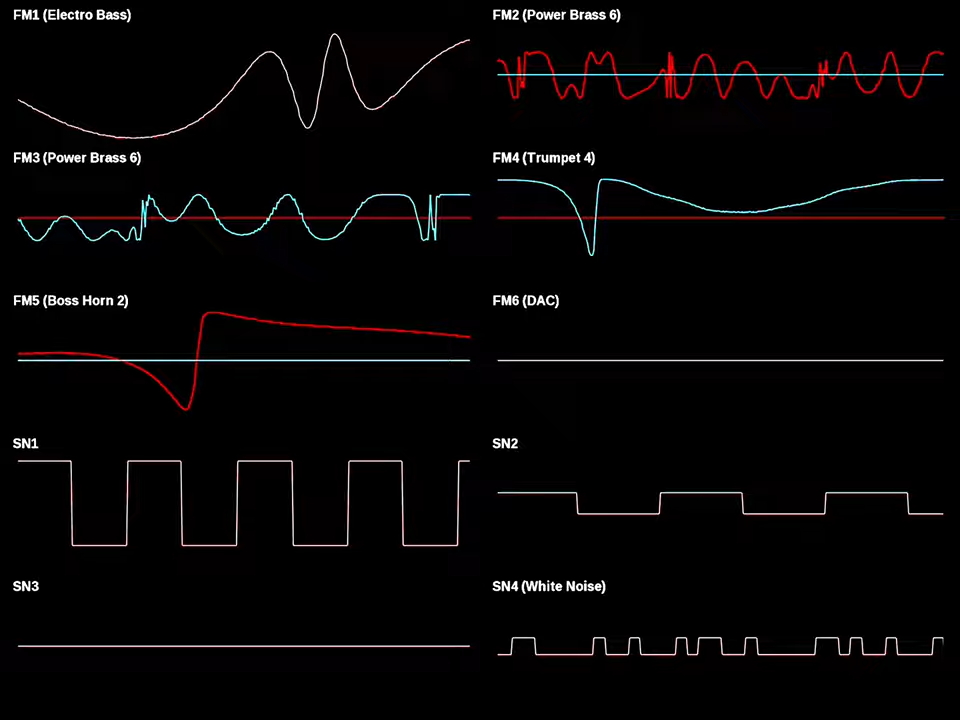 FM1 (Electro Bass)
FM2 (Power Brass 6)
FM3 (Power Brass 6)
FM4 (Trumpet 4)
FM5 (Boss Horn 2)
FM6 (DAC)
SN1
SN2
SN3
SN4 (White Noise)